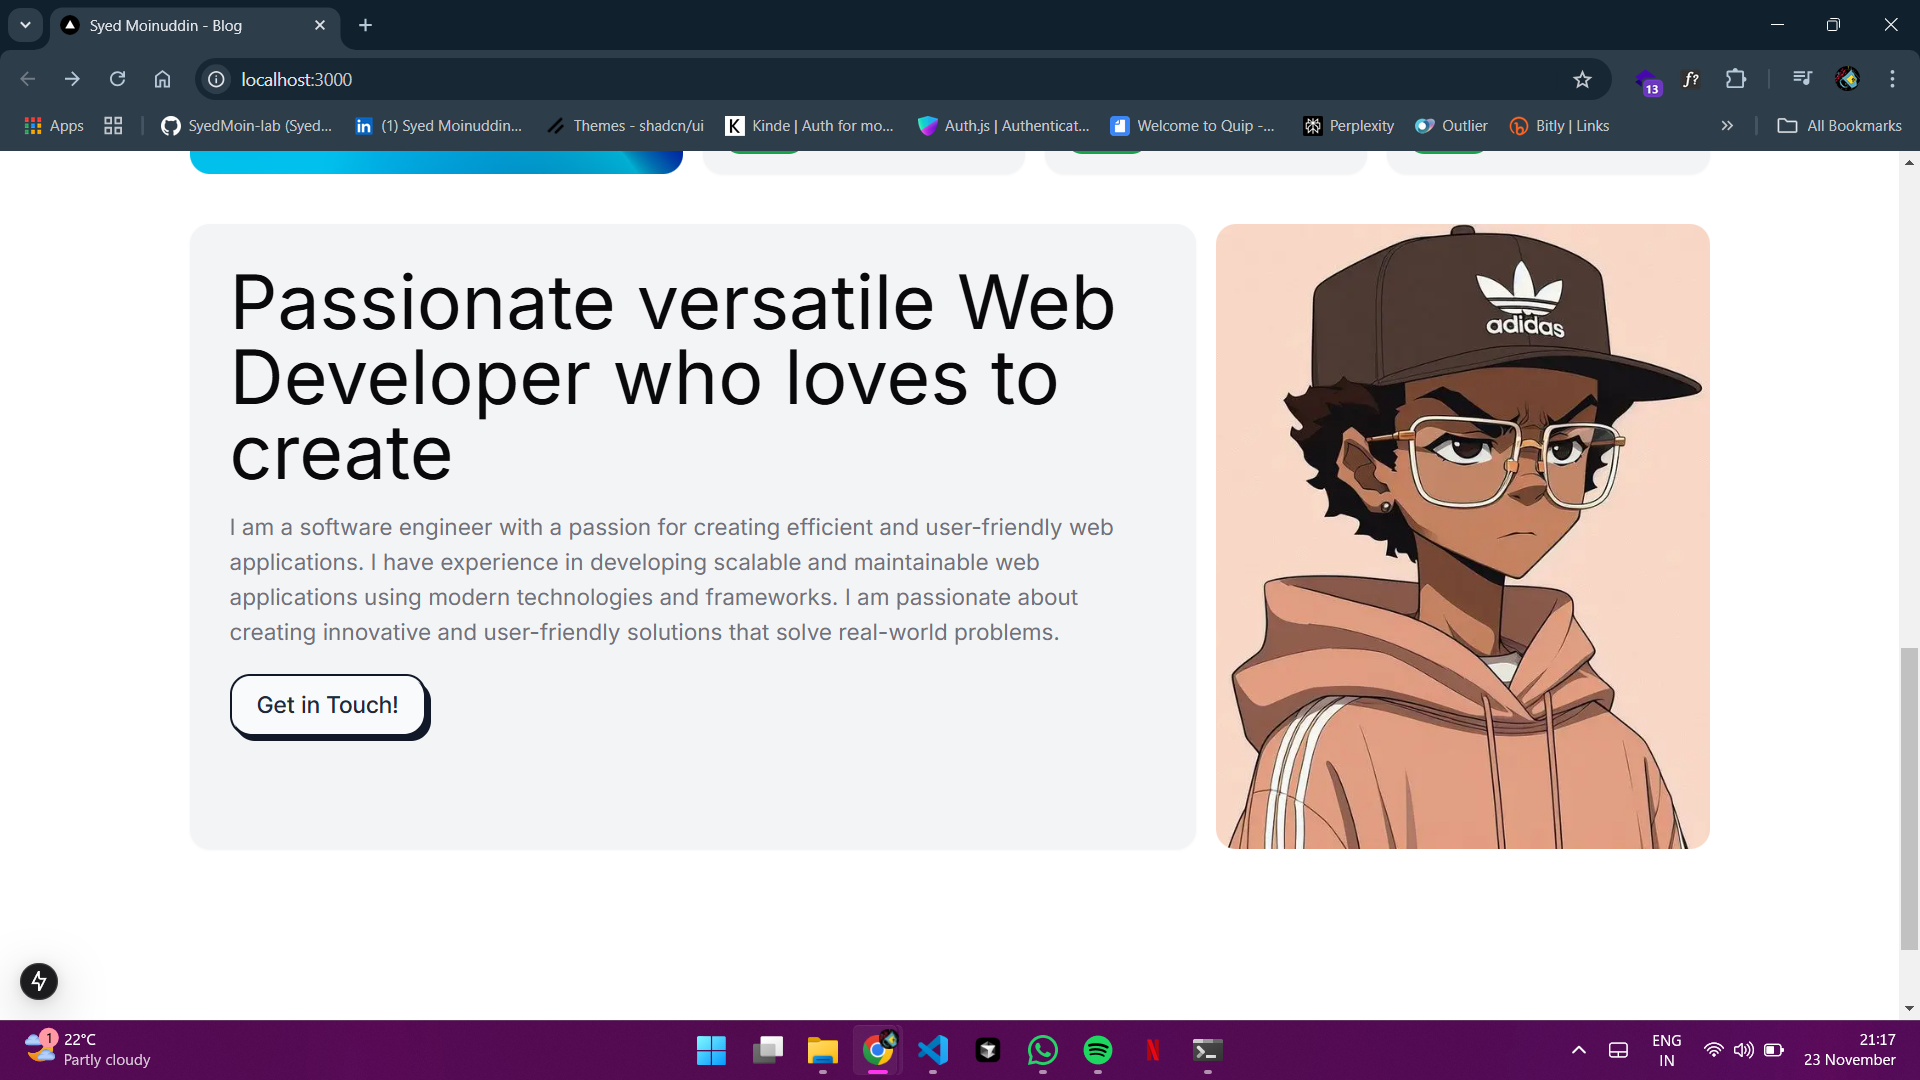 Syed Moinuddin - Blog
localhost:3000
13
f?
Apps
SyedMoin-lab (Syed...
in
(1) Syed Moinuddin...
Themes - shadcn/ui
K
Kinde | Auth for mo...
Auth.js | Authenticat...
Welcome to Quip -...
Perplexity
Outlier
Bitly | Links
All Bookmarks
Passionate versatile Web
Developer who loves to
create
I am a software engineer with a passion for creating efficient and user-friendly web
applications. I have experience in developing scalable and maintainable web
applications using modern technologies and frameworks. I am passionate about
creating innovative and user-friendly solutions that solve real-world problems.
Get in Touch!
adidas
1
22°C
Partly cloudy
N
ENG
IN
21:17
23 November